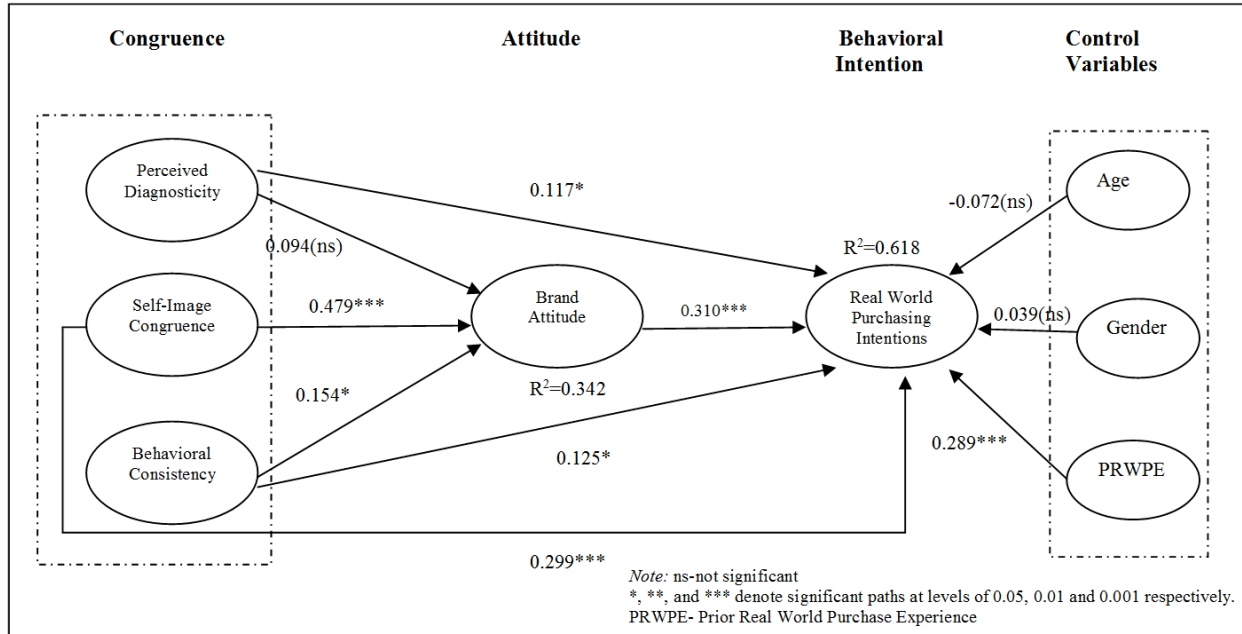 Congruence
Attitude
Behavioral
Intention
Control
Variables
Perceived
Diagnosticity
Age
0.117*
-0.072(ns)
0.094(ns)
R²=0.618
Self-Image
Congruence
0.479***
Brand
Attitude
0.310***
Real World
Purchasing
Intentions
0.039(ns)
Gender
0.154*
R²=0.342
Behavioral
Consistency
0.125*
0.289***
PRWPE
0.299***
Note: ns-not significant
*, **, and *** denote significant paths at levels of 0.05, 0.01 and 0.001 respectively.
PRWPE- Prior Real World Purchase Experience